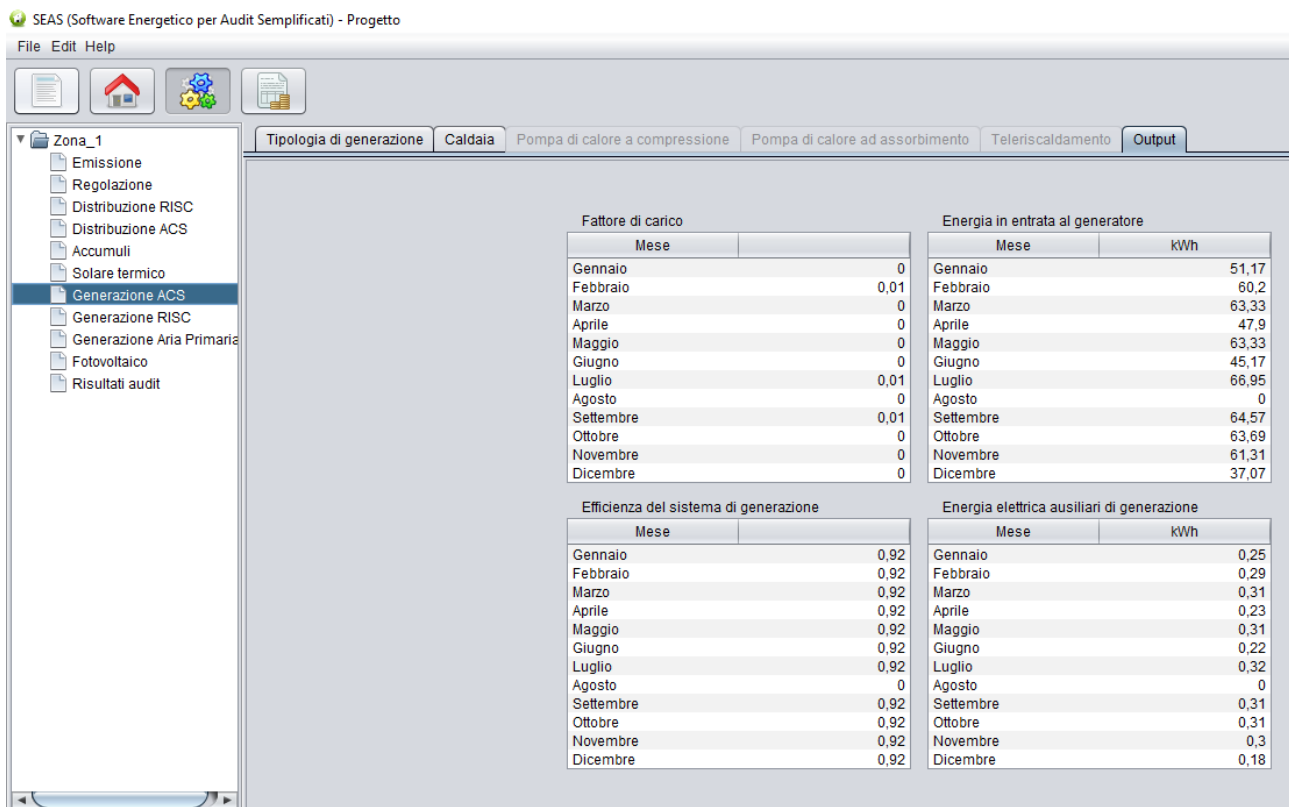 SEAS (Software Energetico per Audit Semplificati) - Progetto
File Edit Help
Zona_1
Emissione
Regolazione
Distribuzione RISC
Distribuzione ACS
Accumuli
Solare termico
Generazione ACS
Generazione RISC
Generazione Aria Primaria
Fotovoltaico
Risultati audit
Tipologia di generazione Caldaia Pompa di calore a compressione Pompa di calore ad assorbimento Teleriscaldamento Output
Fattore di carico
Mese
Gennaio 0
Febbraio 0,01
Marzo 0
Aprile 0
Maggio 0
Giugno 0
Luglio 0,01
Agosto 0
Settembre 0,01
Ottobre 0
Novembre 0
Dicembre 0
Energia in entrata al generatore
Mese kWh
Gennaio 51,17
Febbraio 60,2
Marzo 63,33
Aprile 47,9
Maggio 63,33
Giugno 45,17
Luglio 66,95
Agosto 0
Settembre 64,57
Ottobre 63,69
Novembre 61,31
Dicembre 37,07
Efficienza del sistema di generazione
Mese
Gennaio 0,92
Febbraio 0,92
Marzo 0,92
Aprile 0,92
Maggio 0,92
Giugno 0,92
Luglio 0,92
Agosto 0
Settembre 0,92
Ottobre 0,92
Novembre 0,92
Dicembre 0,92
Energia elettrica ausiliari di generazione
Mese kWh
Gennaio 0,25
Febbraio 0,29
Marzo 0,31
Aprile 0,23
Maggio 0,31
Giugno 0,22
Luglio 0,32
Agosto 0
Settembre 0,31
Ottobre 0,31
Novembre 0,3
Dicembre 0,18